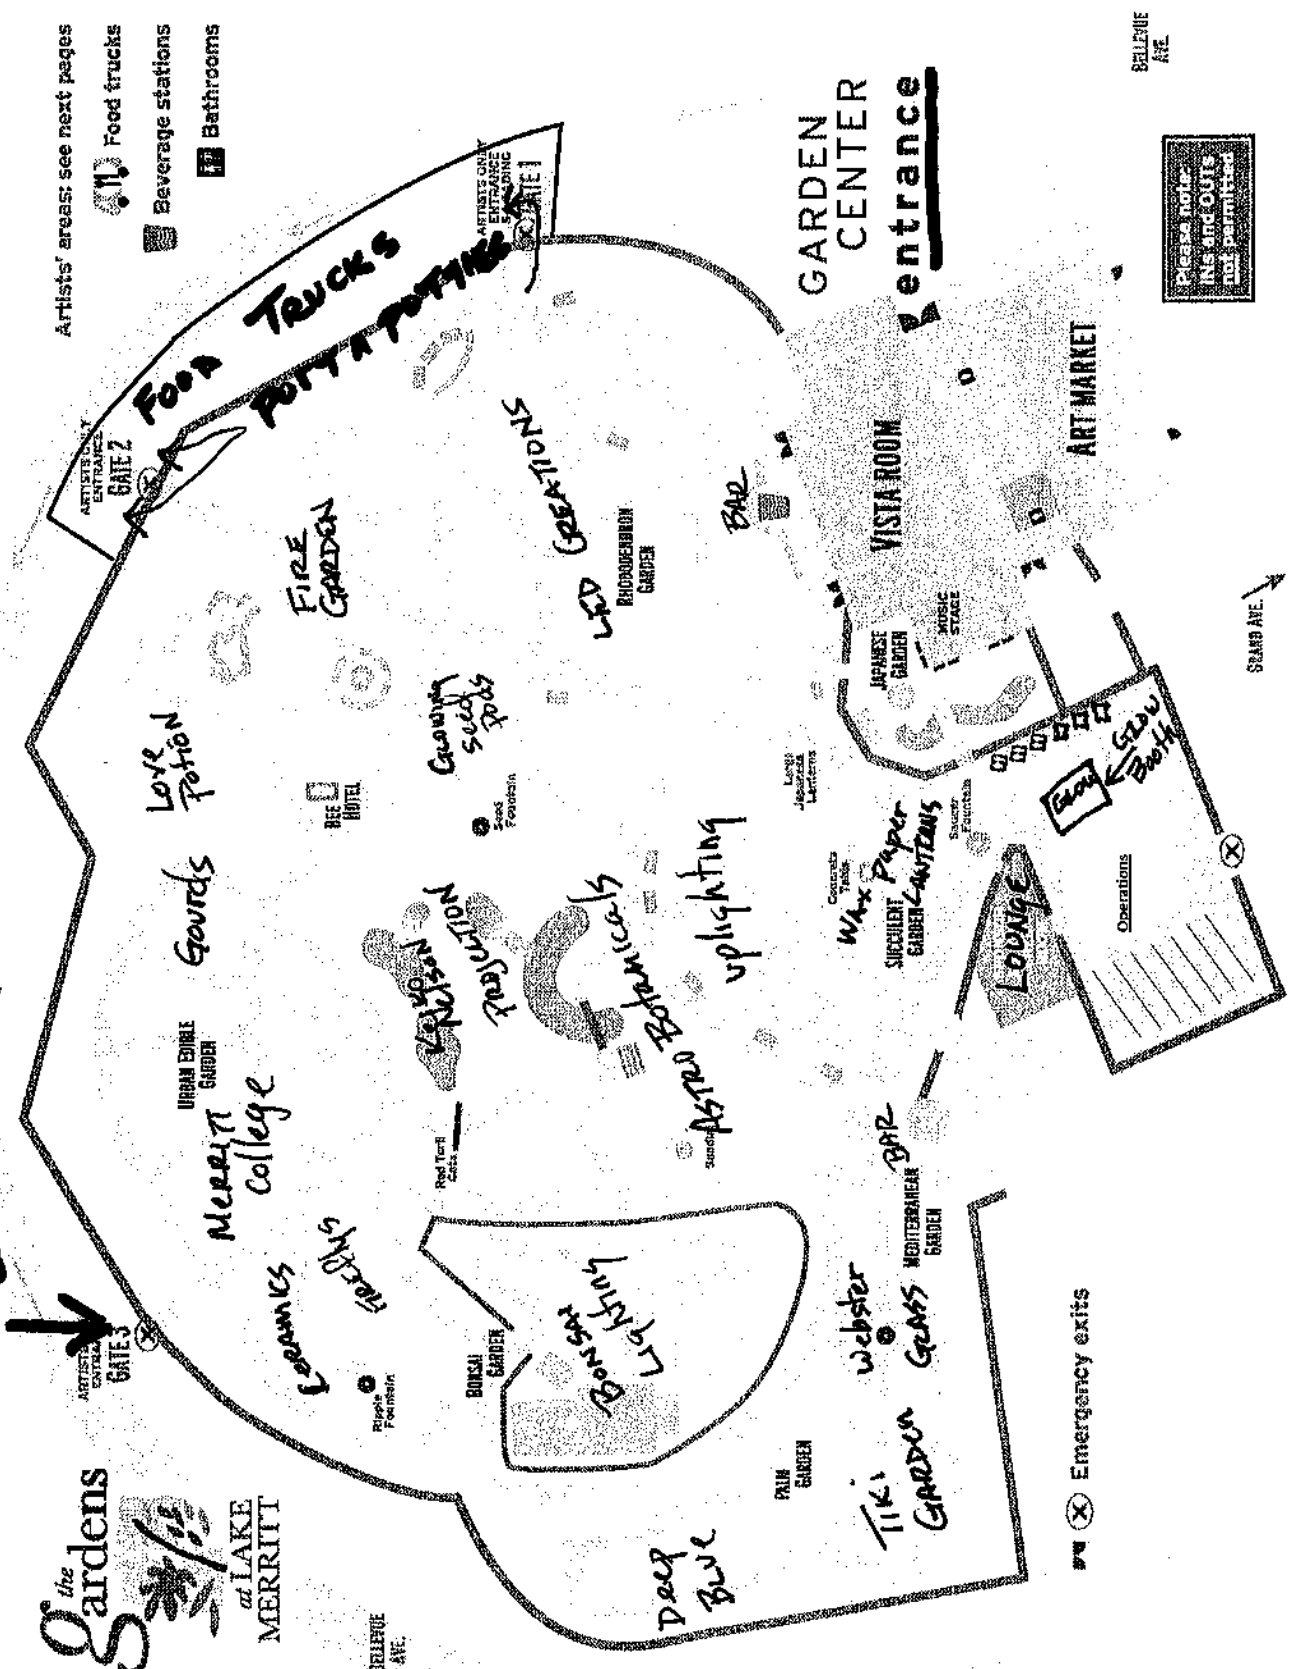 the
gardens
at LAKE
MERRITT
BELLEVUE
AVE.
ARTISTS
GATE 3
CERAMICS
Fireflys
Ripple
Fountain
MERRITT
College
URBAN EDIBLE
GARDEN
Gourds
Love
Potion
BEE
HOTEL
ARTISTS ONLY
ENTRANCE
GATE 2
FOOD TRUCKS
PORTA POTTIES
ARTISTS ONLY
ENTRANCE
GATE 1
Artists' areas: see next pages
Food trucks
Beverage stations
Bathrooms
FIRE
GARDEN
Glowing
Seed
Pods
Seed
Fountain
Keiko
Nelson
PROJECTION
Red Torii
Gate
BONSAI
GARDEN
BONSAI
Lighting
ASTRO Botanicals
uplighting
LED CREATIONS
RHODODENDRON
GARDEN
BAR
Large
Japanese
Lanterns
Concrete
Table
Wax Paper
LANTERNS
SUCCULENT
GARDEN
Saucer
Fountain
JAPANESE
GARDEN
MUSIC
STAGE
VISTA ROOM
ART MARKET
GARDEN
CENTER
entrance
BELLEVUE
AVE.
Please note:
INs and OUTs
not permitted
GRAND AVE.
GLOW
GLOW
Booth
LOUNGE
Operations
BAR
MEDITERRANEAN
GARDEN
Webster
GLASS
PALM
GARDEN
Tiki
GARDEN
Deep
Blue
Emergency exits